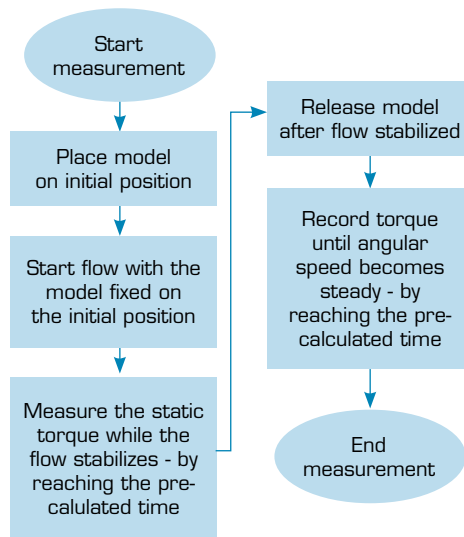 Start
measurement
Place model
on initial position
Start flow with the
model fixed on
the initial position
Measure the static
torque while the
flow stabilizes - by
reaching the pre-
calulated time
Release model
after flow stabilized
Record torque
until angular
speed becomes
steady - by
reaching the pre-
calculated time
End
measurement